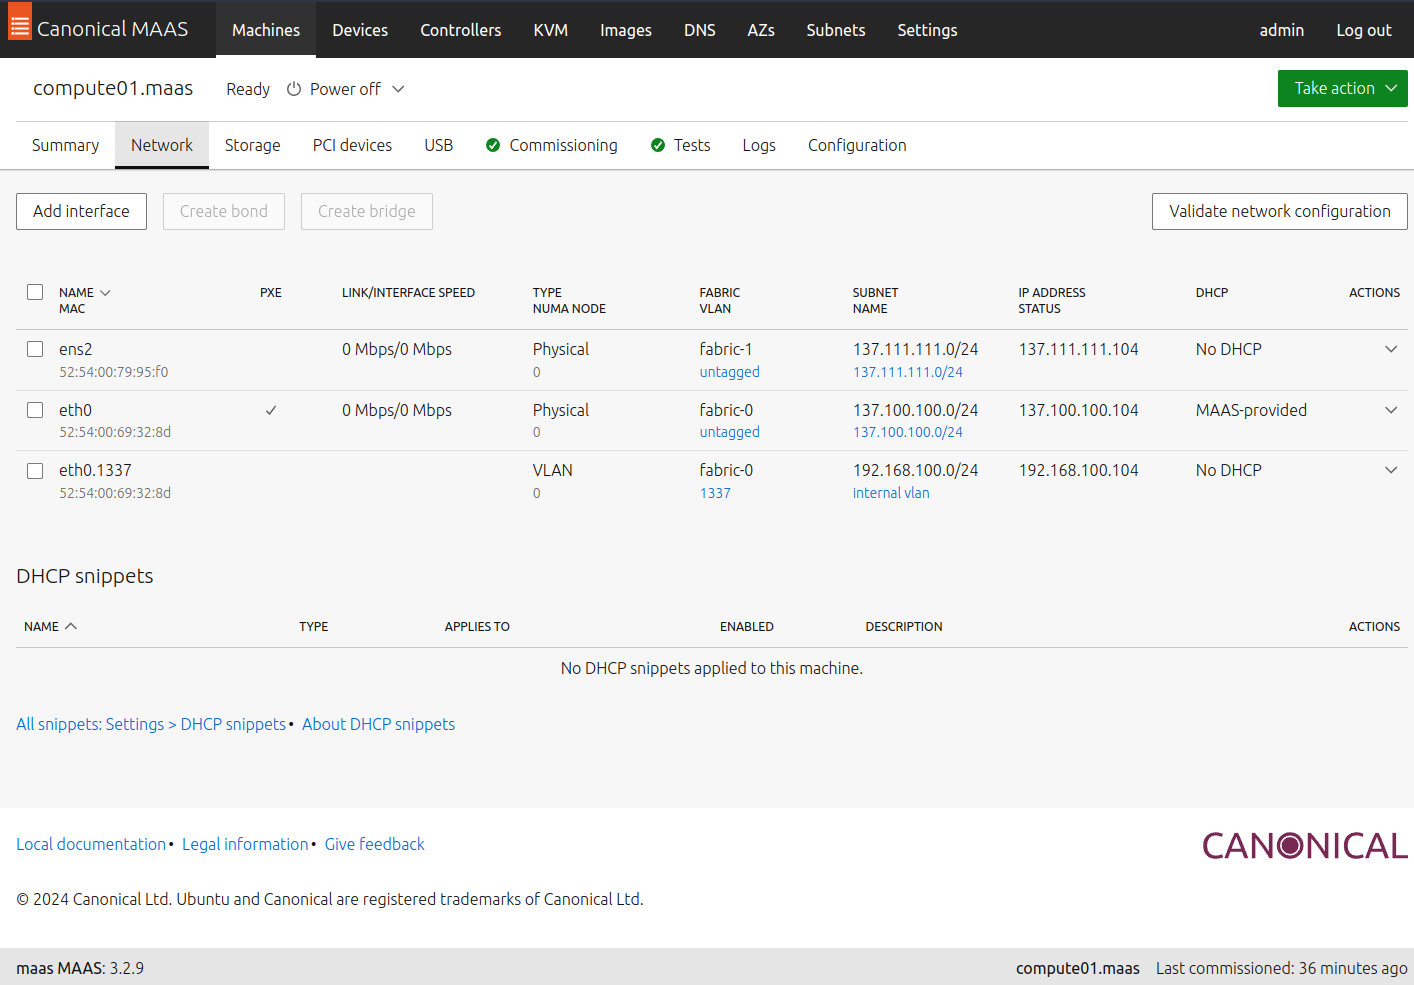 Canonical MAAS Machines Devices Controllers KVM Images DNS AZs Subnets Settings admin Log out
compute01.maas Ready Power off Take action
Summary Network Storage PCI devices USB Commissioning Tests Logs Configuration
Add interface Create bond Create bridge Validate network configuration
NAME PXE LINK/INTERFACE SPEED TYPE FABRIC SUBNET IP ADDRESS DHCP ACTIONS
MAC NUMA NODE VLAN NAME STATUS
ens2 0 Mbps/0 Mbps Physical fabric-1 137.111.111.0/24 137.111.111.104 No DHCP
52:54:00:79:95:f0 0 untagged 137.111.111.0/24
eth0 0 Mbps/0 Mbps Physical fabric-0 137.100.100.0/24 137.100.100.104 MAAS-provided
52:54:00:69:32:8d 0 untagged 137.100.100.0/24
eth0.1337 VLAN fabric-0 192.168.100.0/24 192.168.100.104 No DHCP
52:54:00:69:32:8d 0 1337 internal vlan
DHCP snippets
NAME TYPE APPLIES TO ENABLED DESCRIPTION ACTIONS
No DHCP snippets applied to this machine.
All snippets: Settings > DHCP snippets • About DHCP snippets
Local documentation • Legal information • Give feedback CANONICAL
© 2024 Canonical Ltd. Ubuntu and Canonical are registered trademarks of Canonical Ltd.
maas MAAS: 3.2.9 compute01.maas Last commissioned: 36 minutes ago